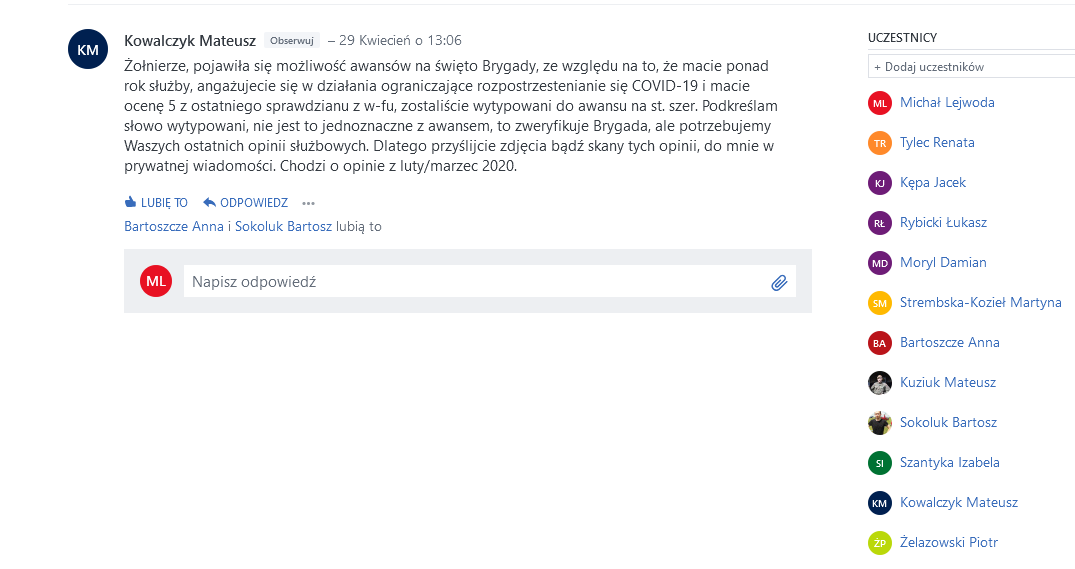 KM
Kowalczyk Mateusz Obserwuj – 29 Kwiecień o 13:06
Żołnierze, pojawiła się możliwość awansów na święto Brygady, ze względu na to, że macie ponad
rok służby, angażujecie się w działania ograniczające rozpostrzestenianie się COVID-19 i macie
ocenę 5 z ostatniego sprawdzianu z w-fu, zostaliście wytypowani do awansu na st. szer. Podkreślam
słowo wytypowani, nie jest to jednoznaczne z awansem, to zweryfikuje Brygada, ale potrzebujemy
Waszych ostatnich opinii służbowych. Dlatego przyślijcie zdjęcia bądź skany tych opinii, do mnie w
prywatnej wiadomości. Chodzi o opinie z luty/marzec 2020.
LUBIĘ TO ODPOWIEDZ •••
Bartoszcze Anna i Sokoluk Bartosz lubią to
ML Napisz odpowiedź
UCZESTNICY
+ Dodaj uczestników
ML Michał Lejwoda
TR Tylec Renata
KJ Kępa Jacek
RŁ Rybicki Łukasz
MD Moryl Damian
SM Strembska-Kozieł Martyna
BA Bartoszcze Anna
Kuziuk Mateusz
Sokoluk Bartosz
SI Szantyka Izabela
KM Kowalczyk Mateusz
ŻP Żelazowski Piotr